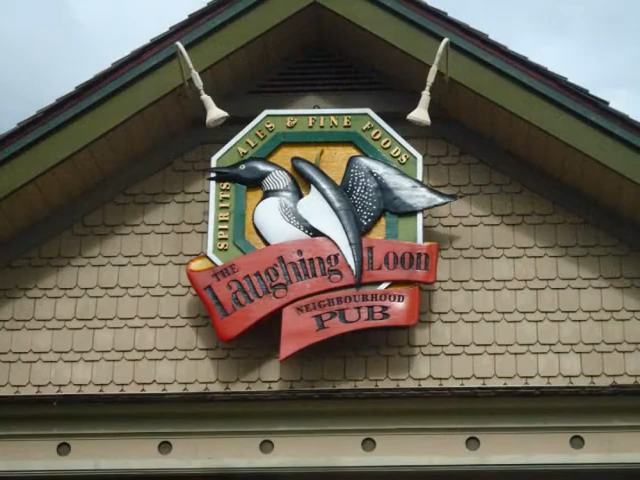 SPIRITS ALES & FINE FOODS
THE
Laughing Loon
NEIGHBOURHOOD
PUB